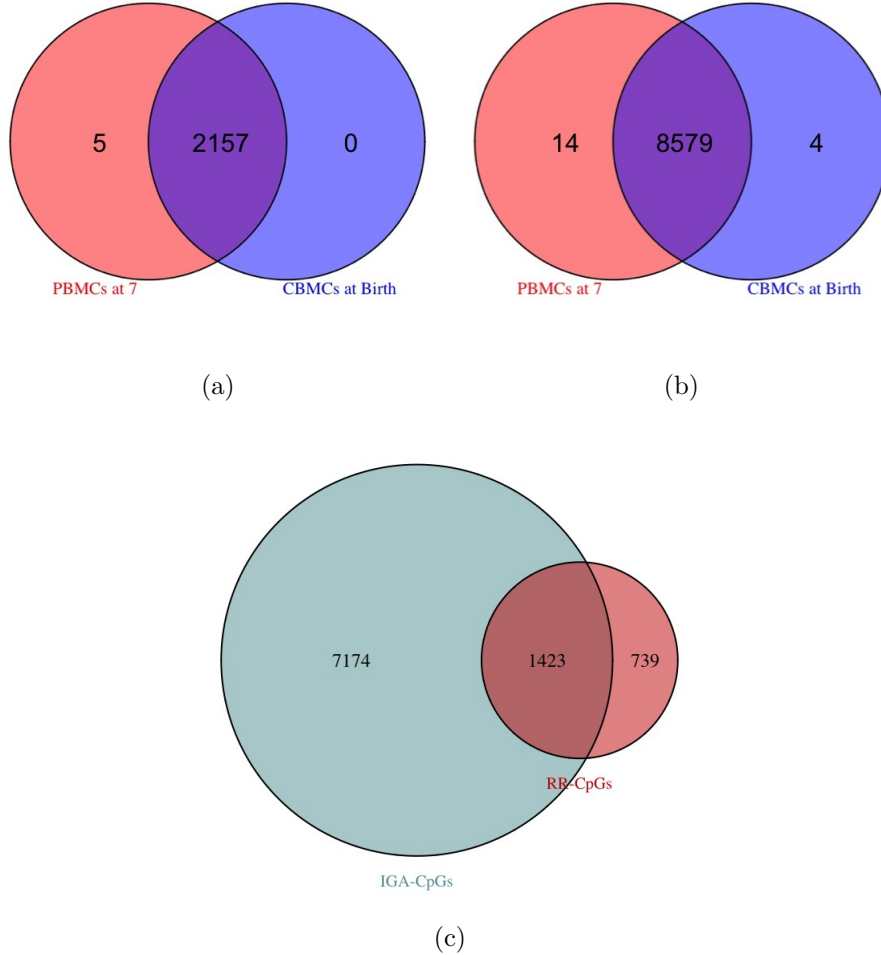 5 2157 0
14 8579 4
PBMCs at 7 CBMCs at Birth
PBMCs at 7 CBMCs at Birth
(a)
(b)
7174 1423 739
RR-CpGs
IGA-CpGs
(c)